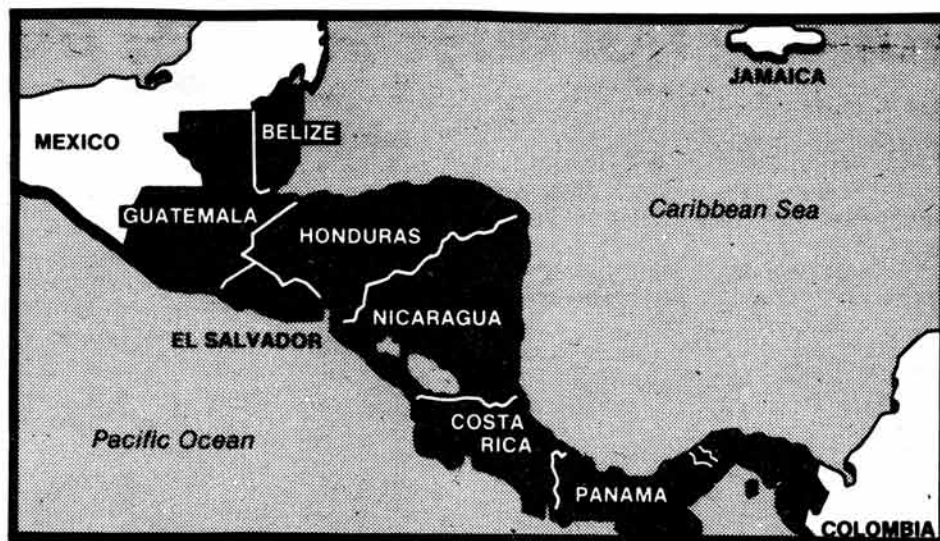 JAMAICA
BELIZE
MEXICO
GUATEMALA
Caribbean Sea
HONDURAS
NICARAGUA
EL SALVADOR
COSTA
RICA
Pacific Ocean
PANAMA
COLOMBIA